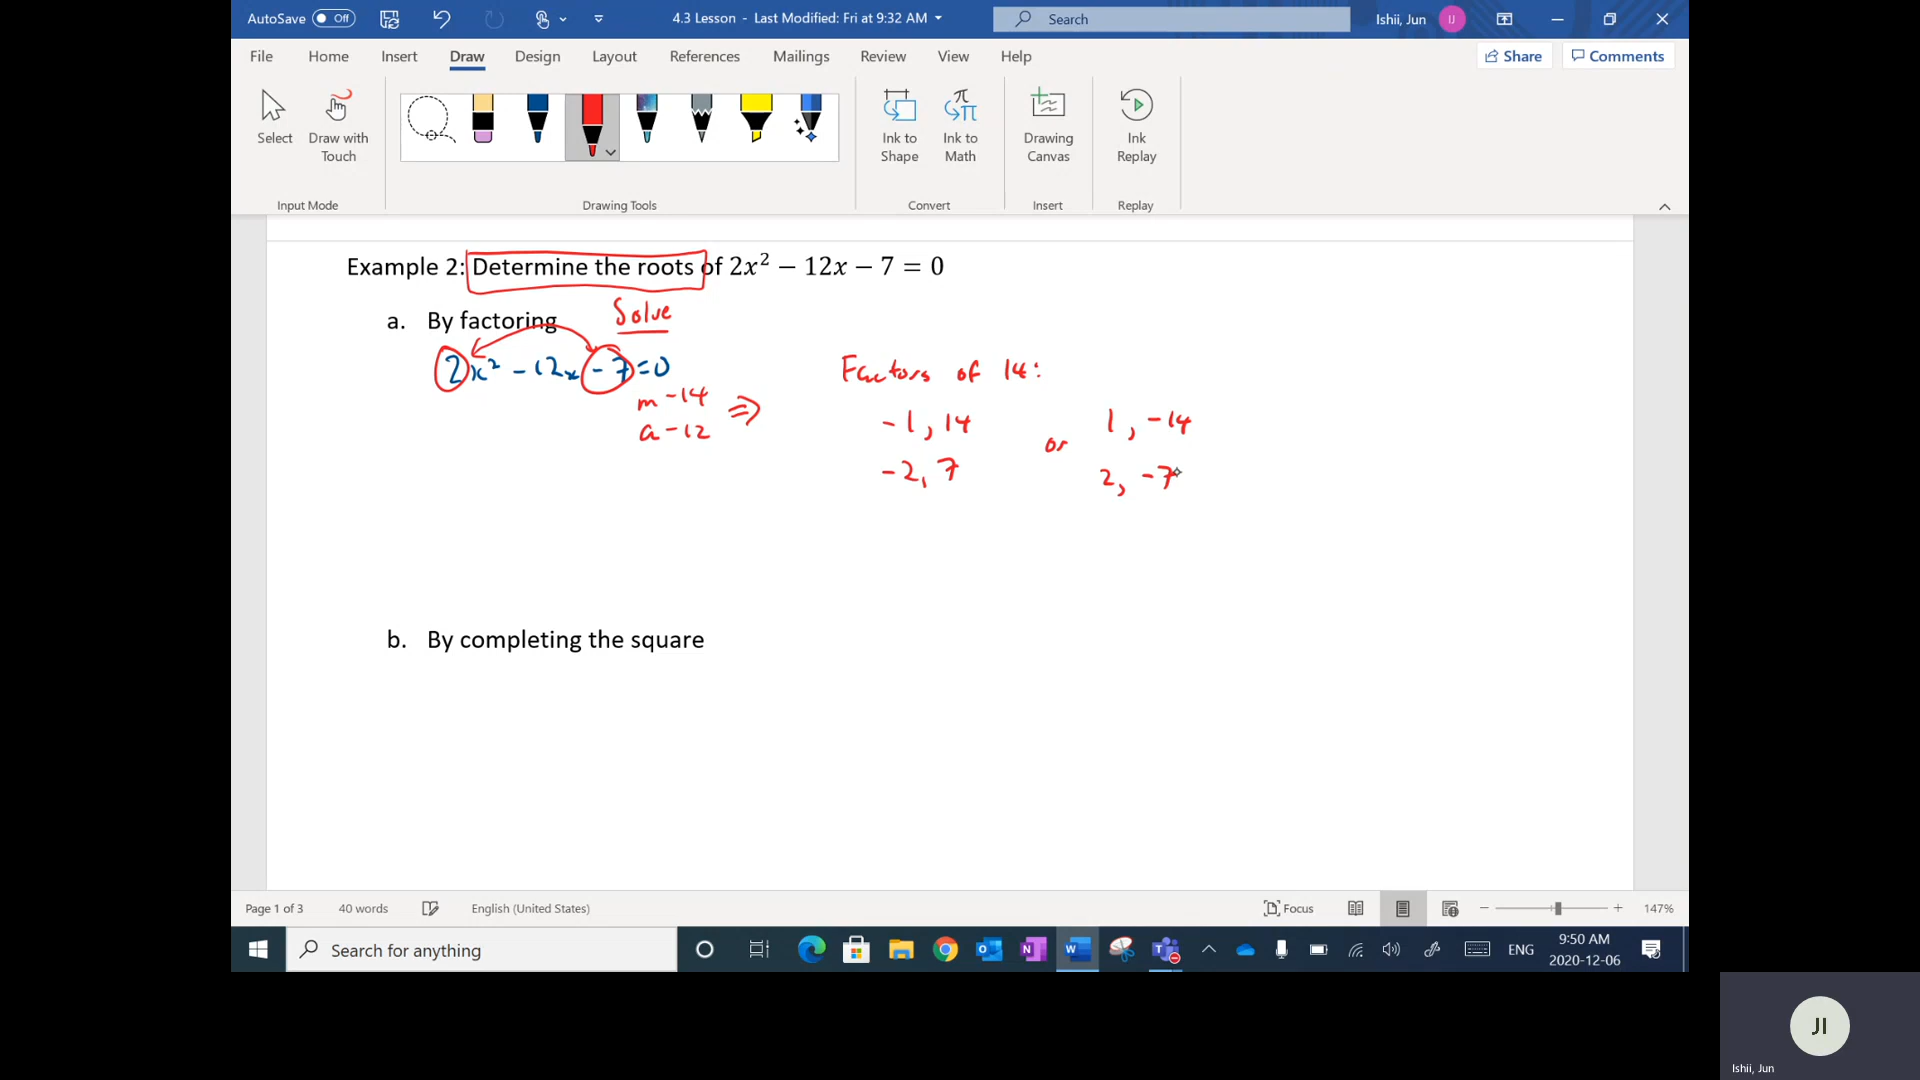 AutoSave Off 4.3 Lesson - Last Modified: Fri at 9:32 AM Search Ishii, Jun IJ
File Home Insert Draw Design Layout References Mailings Review View Help Share Comments
Select Draw with Touch Ink to Shape Ink to Math Drawing Canvas Ink Replay
Input Mode Drawing Tools Convert Insert Replay
Example 2: Determine the roots of 2x² − 12x − 7 = 0
a. By factoring Solve
2x² - 12x - 7 = 0 Factors of 14:
m -14 ⇒ -1, 14 or 1, -14
a -12 -2, 7 2, -7
b. By completing the square
Page 1 of 3 40 words English (United States) Focus 147%
Search for anything ENG 9:50 AM
2020-12-06
JI
Ishii, Jun